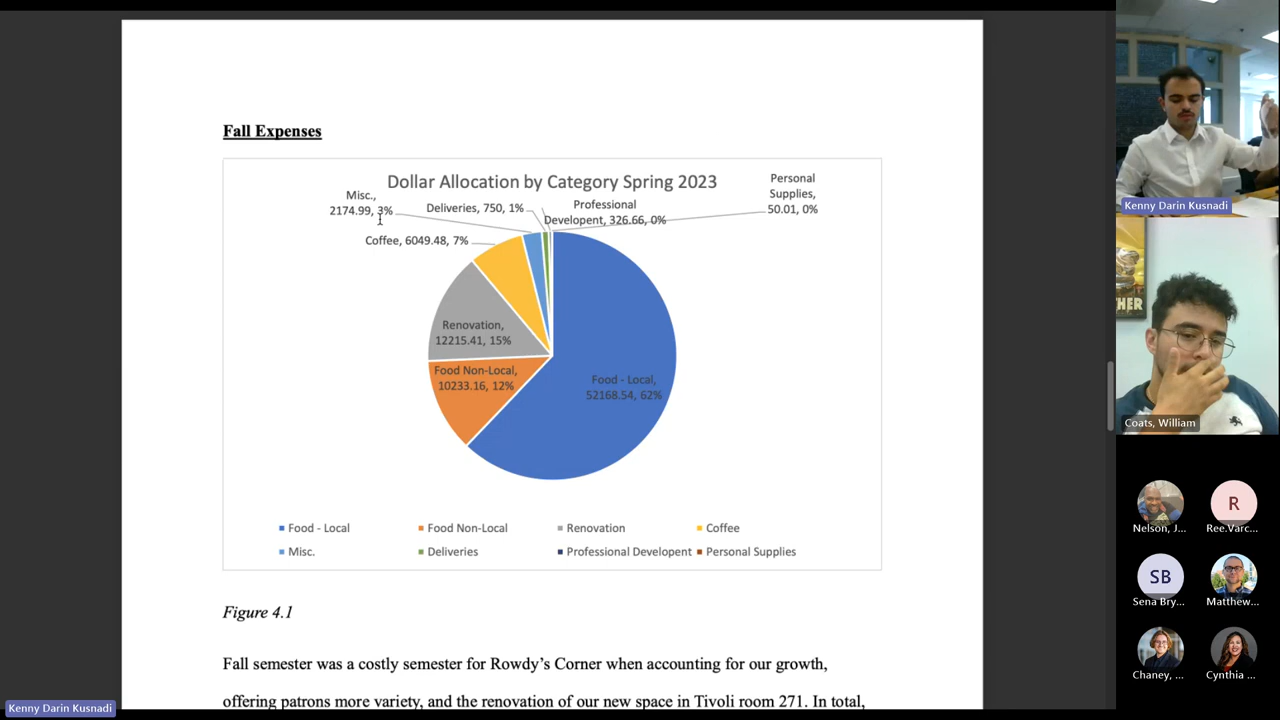 Fall Expenses
Dollar Allocation by Category Spring 2023
Misc.,
2174.99, 3%
Deliveries, 750, 1%
Professional
Developent, 326.66, 0%
Personal
Supplies,
50.01, 0%
Coffee, 6049.48, 7%
Renovation,
12215.41, 15%
Food Non-Local,
10233.16, 12%
Food - Local,
52168.54, 62%
Food - Local
Food Non-Local
Renovation
Coffee
Misc.
Deliveries
Professional Developent
Personal Supplies
Figure 4.1
Fall semester was a costly semester for Rowdy's Corner when accounting for our growth,
offering patrons more variety, and the renovation of our new space in Tivoli room 271. In total,
Kenny Darin Kusnadi
Kenny Darin Kusnadi
HER
Coats, William
Nelson, J...
R
Ree.Varc...
SB
Sena Bry...
Matthew...
Chaney, ...
Cynthia ...